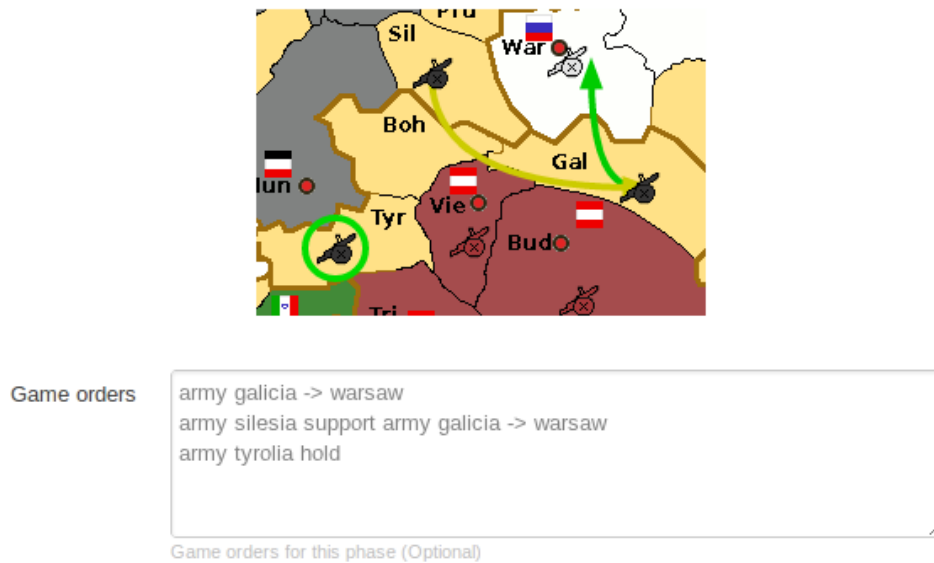 Pru
Sil
War
Boh
Gal
Vie
Tyr
Bud
Tri
Game orders
army galicia -> warsaw
army silesia support army galicia -> warsaw
army tyrolia hold
Game orders for this phase (Optional)